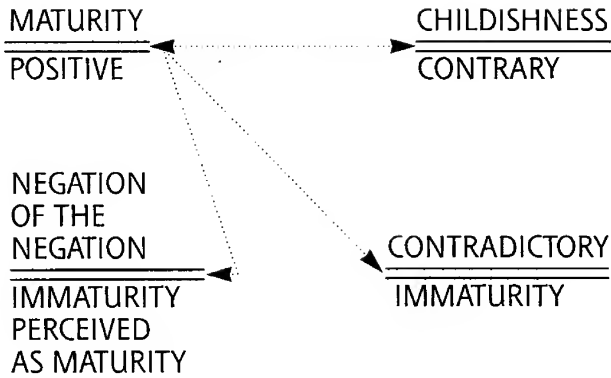 MATURITY
POSITIVE
CHILDISHNESS
CONTRARY
NEGATION
OF THE
NEGATION
IMMATURITY
PERCEIVED
AS MATURITY
CONTRADICTORY
IMMATURITY